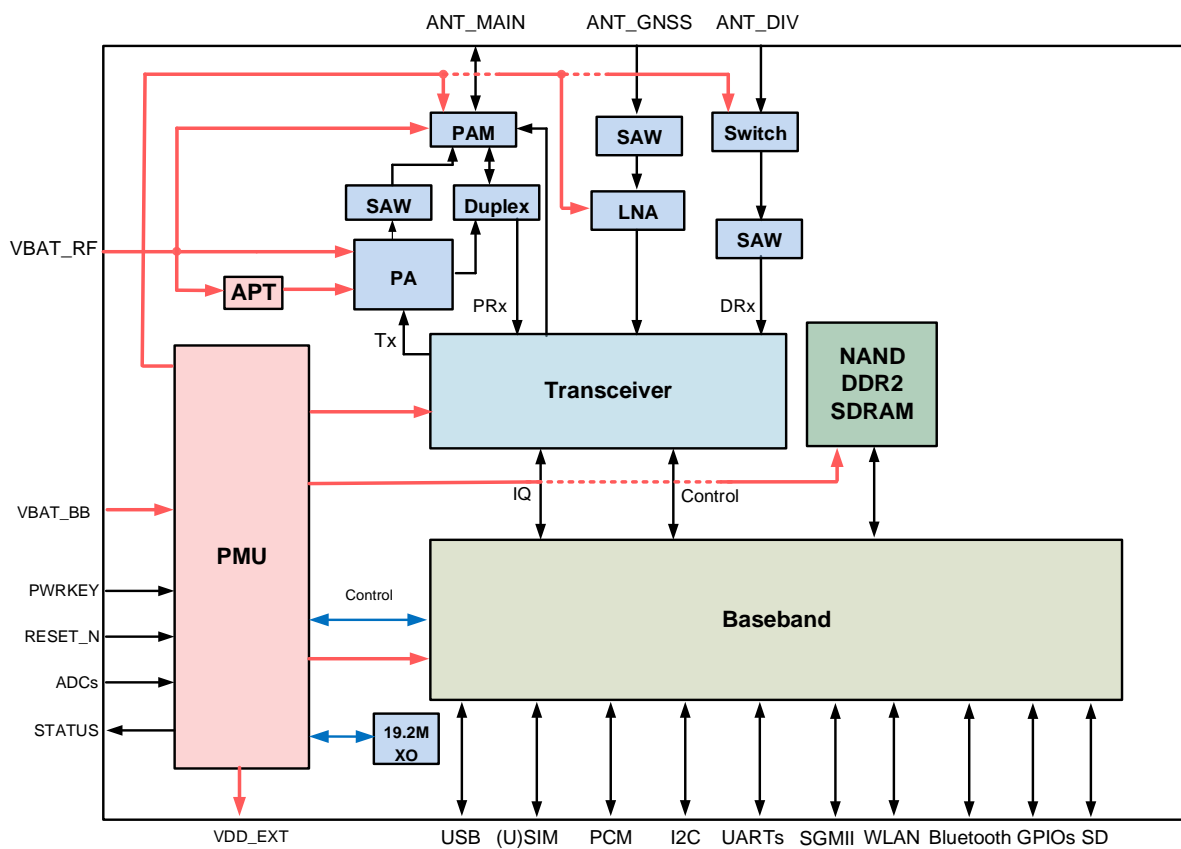 ANT_MAIN
ANT_GNSS
ANT_DIV
PAM
SAW
Switch
SAW
Duplex
LNA
SAW
VBAT_RF
PA
APT
PRx
DRx
Tx
NAND
DDR2
SDRAM
Transceiver
IQ
Control
VBAT_BB
PMU
PWRKEY
Control
Baseband
RESET_N
ADCs
STATUS
19.2M
XO
VDD_EXT
USB
(U)SIM
PCM
I2C
UARTs
SGMII
WLAN
Bluetooth
GPIOs
SD